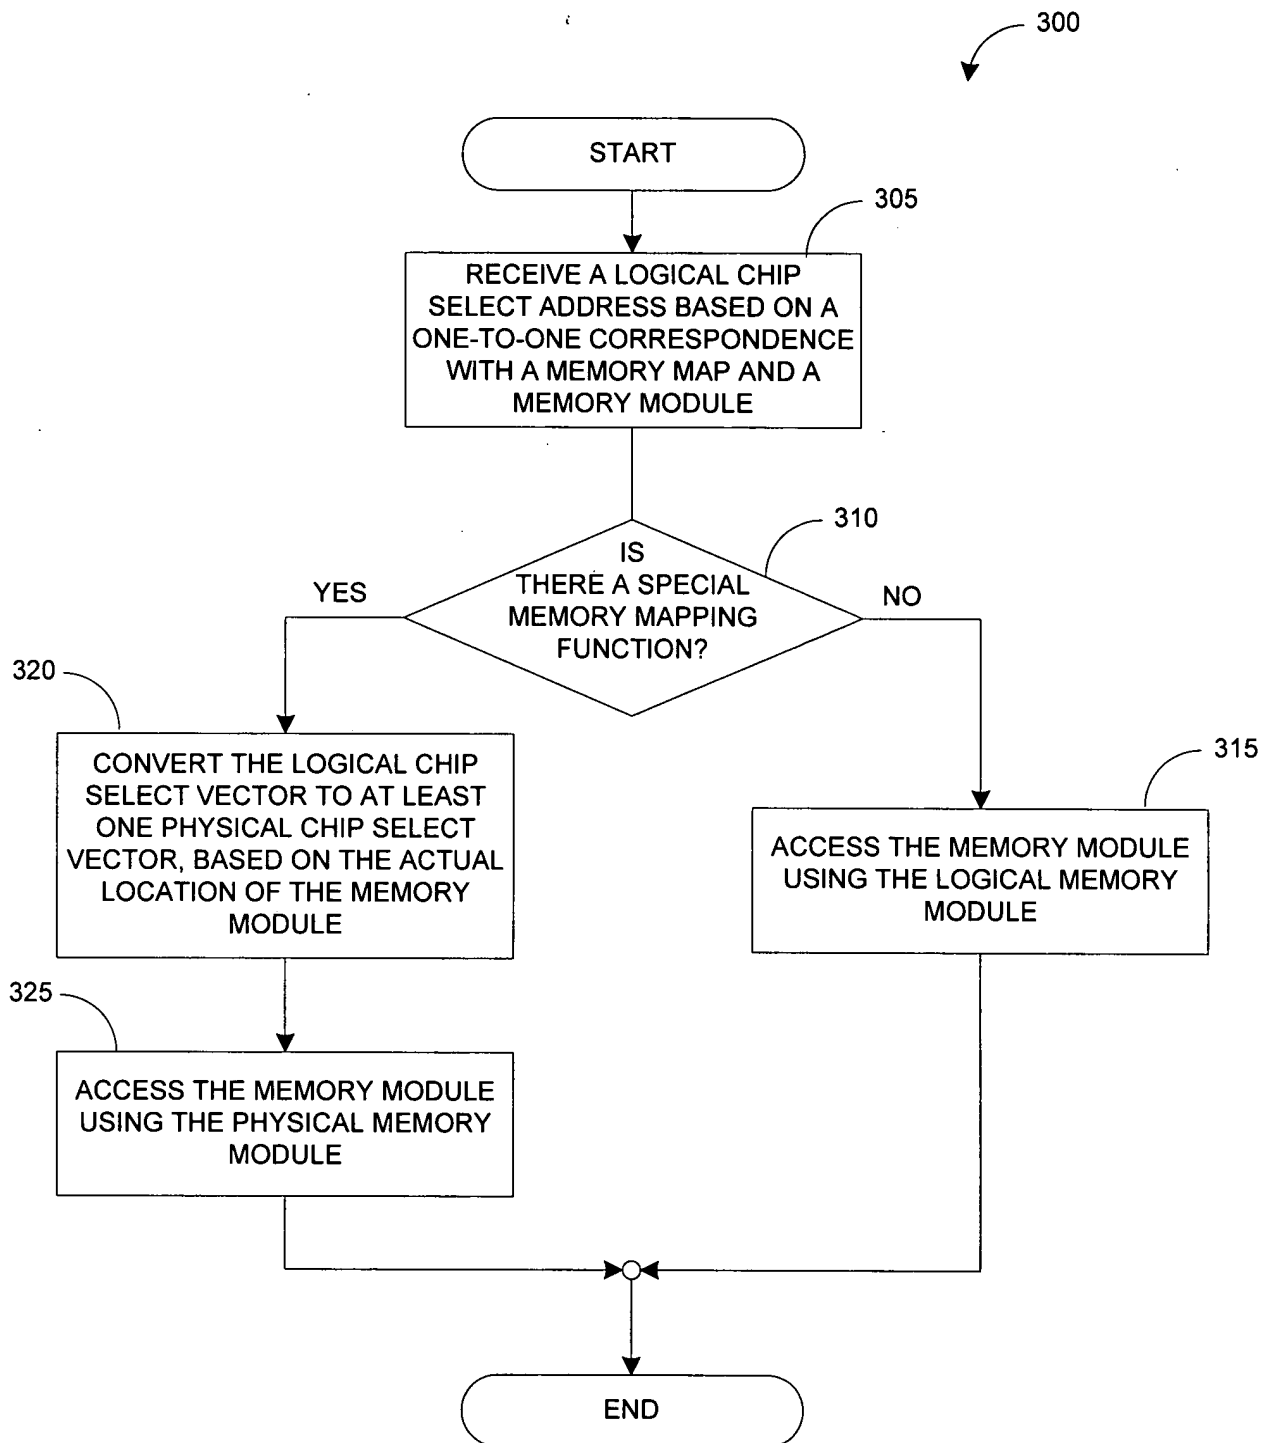 300
START
305
RECEIVE A LOGICAL CHIP
SELECT ADDRESS BASED ON A
ONE-TO-ONE CORRESPONDENCE
WITH A MEMORY MAP AND A
MEMORY MODULE
310
IS
THERE A SPECIAL
MEMORY MAPPING
FUNCTION?
YES
NO
320
CONVERT THE LOGICAL CHIP
SELECT VECTOR TO AT LEAST
ONE PHYSICAL CHIP SELECT
VECTOR, BASED ON THE ACTUAL
LOCATION OF THE MEMORY
MODULE
315
ACCESS THE MEMORY MODULE
USING THE LOGICAL MEMORY
MODULE
325
ACCESS THE MEMORY MODULE
USING THE PHYSICAL MEMORY
MODULE
END